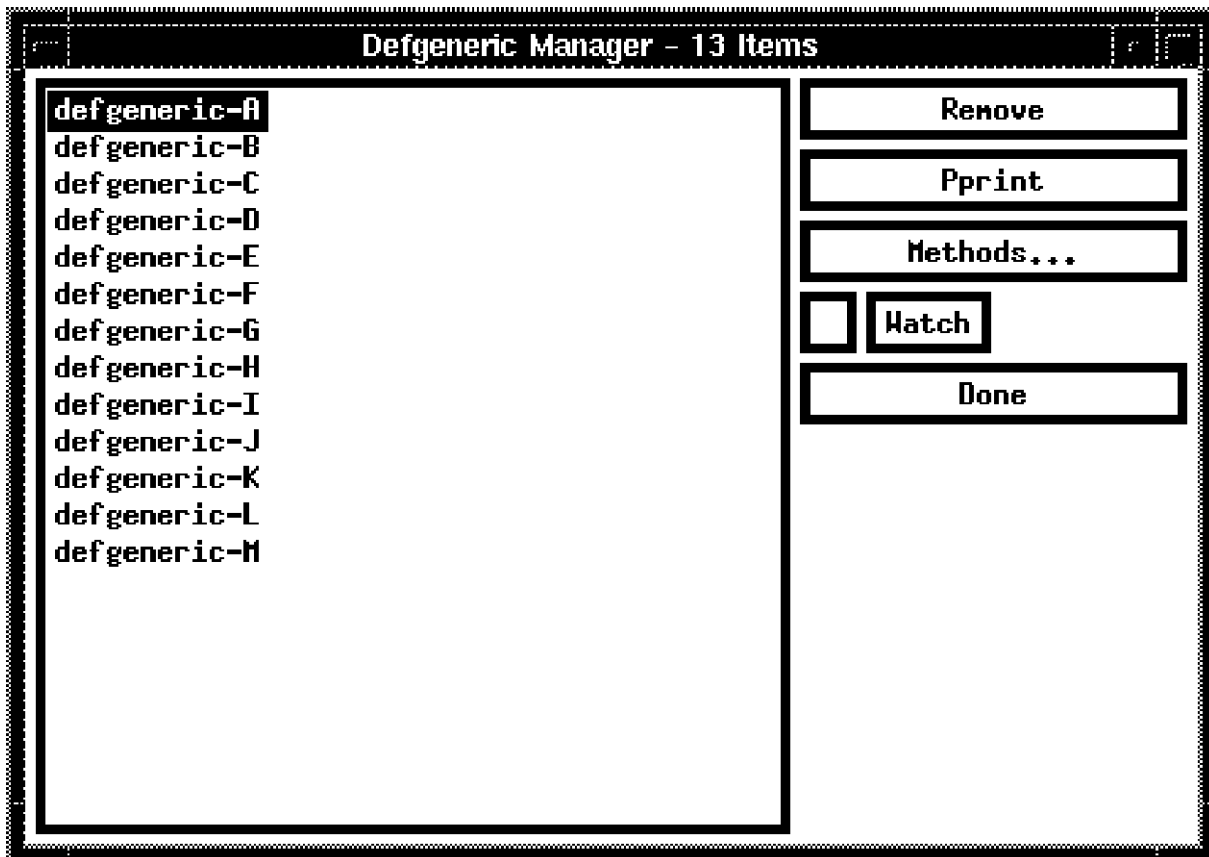 Defgeneric Manager – 13 Items
defgeneric-A
defgeneric-B
defgeneric-C
defgeneric-D
defgeneric-E
defgeneric-F
defgeneric-G
defgeneric-H
defgeneric-I
defgeneric-J
defgeneric-K
defgeneric-L
defgeneric-M
Remove
Pprint
Methods...
Watch
Done